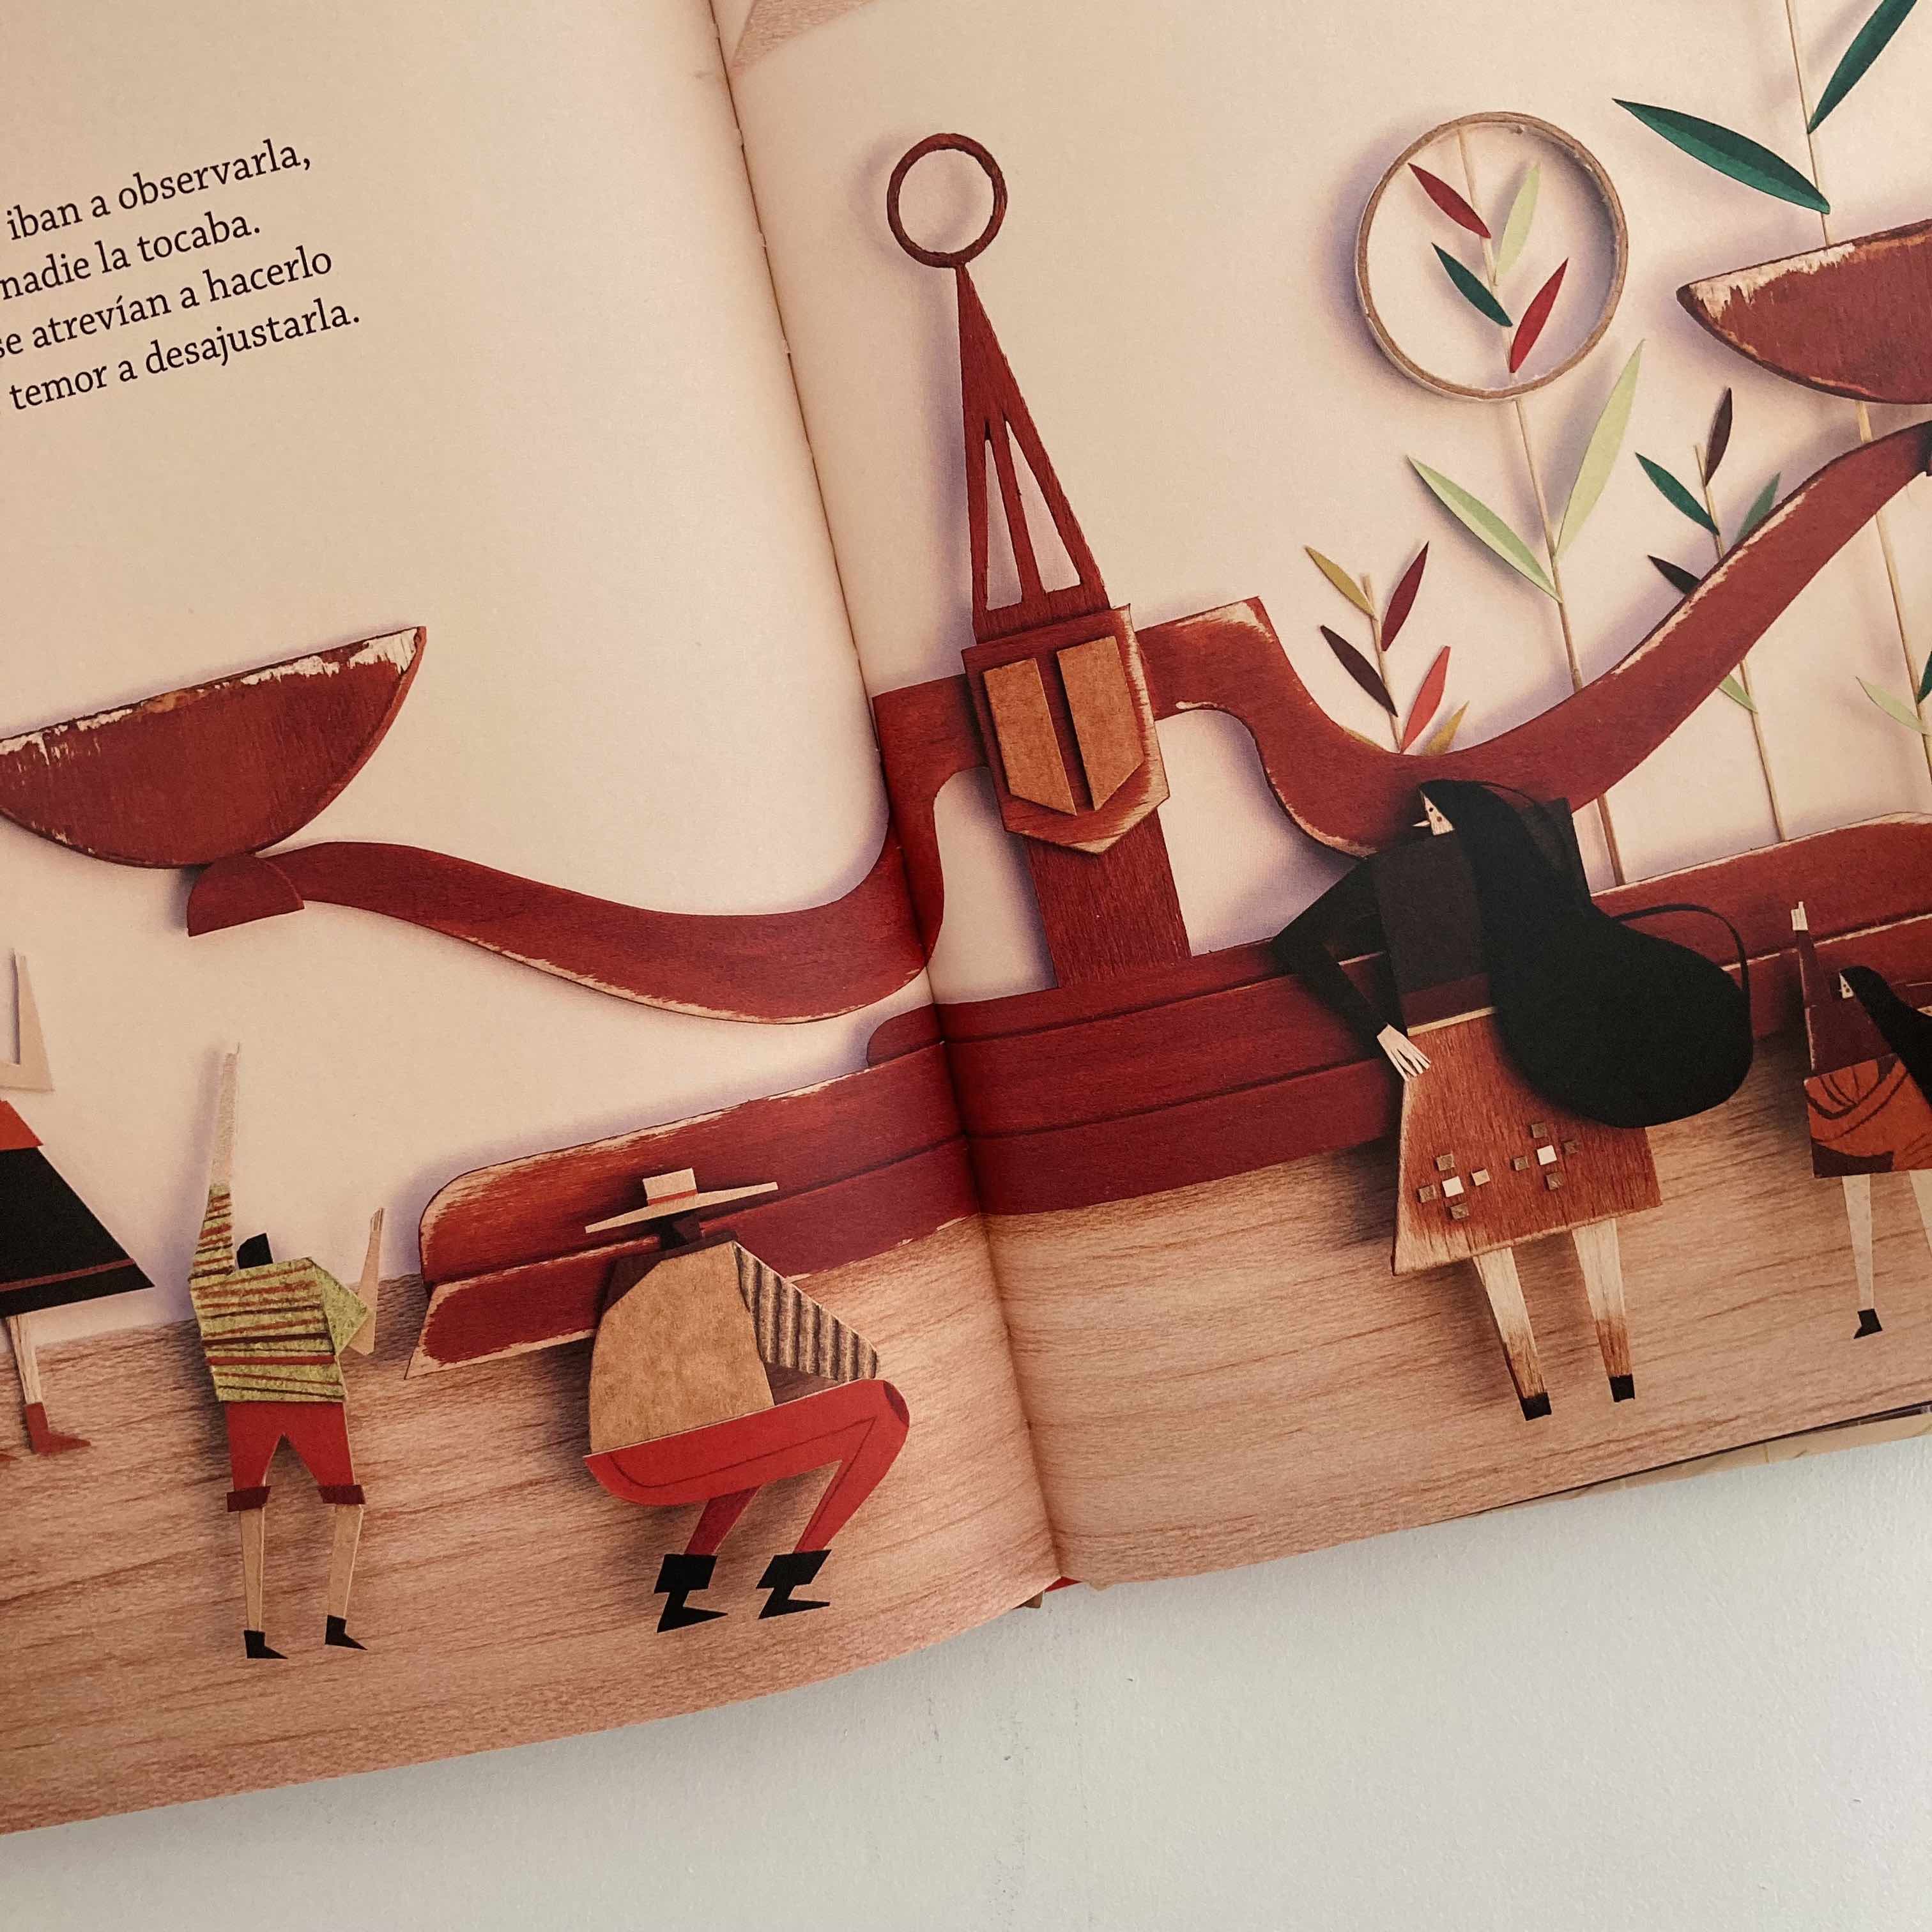 iban a observarla,
nadie la tocaba.
se atrevían a hacerlo
temor a desajustarla.